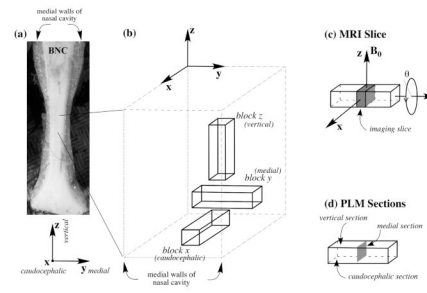 medial walls of
nasal cavity
(a)
BNC
z
vertical
x
y
caudocephalic
medial
(b)
z
y
x
block z
(vertical)
(medial)
block y
block x
(caudocephalic)
medial walls of
nasal cavity
(c) MRI Slice
z
B0
θ
x
imaging slice
(d) PLM Sections
vertical section
medial section
caudocephalic section